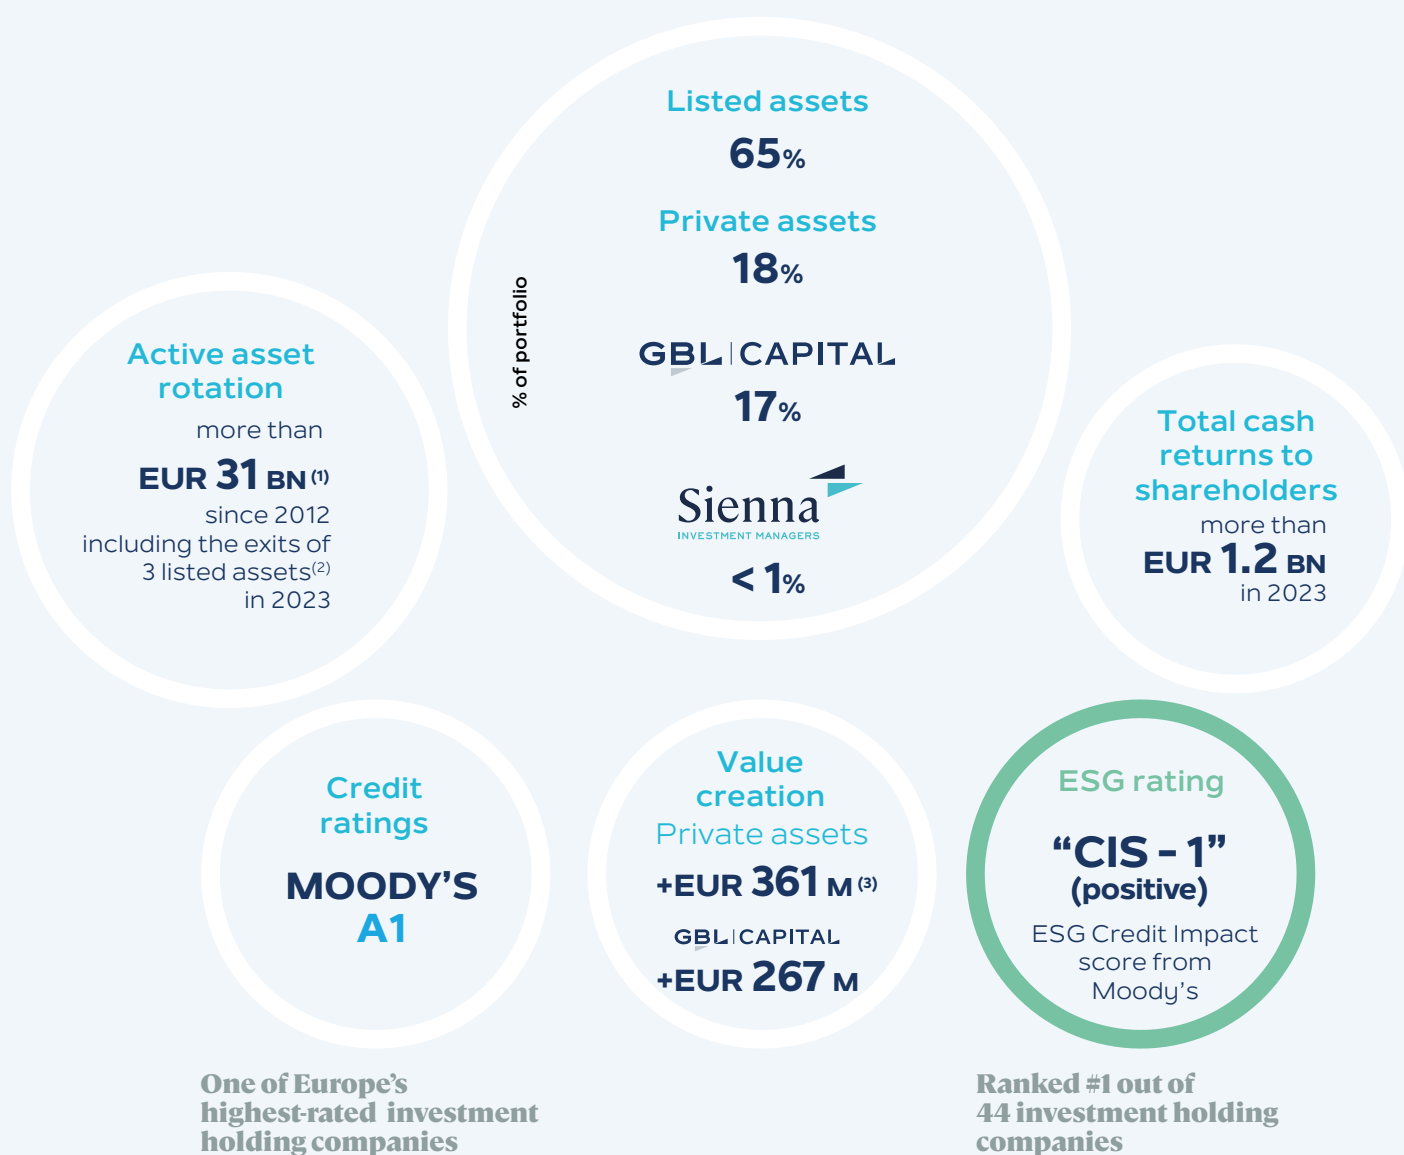 Listed assets
65%
Private assets
18%
GBL CAPITAL
17%
Sienna
INVESTMENT MANAGERS
< 1%
% of portfolio
Active asset
rotation
more than
EUR 31 BN (1)
since 2012
including the exits of
3 listed assets(2)
in 2023
Total cash
returns to
shareholders
more than
EUR 1.2 BN
in 2023
Credit
ratings
MOODY'S
A1
Value
creation
Private assets
+EUR 361 M (3)
GBL CAPITAL
+EUR 267 M
ESG rating
“CIS - 1”
(positive)
ESG Credit Impact
score from
Moody's
One of Europe's
highest-rated investment
holding companies
Ranked #1 out of
44 investment holding
companies